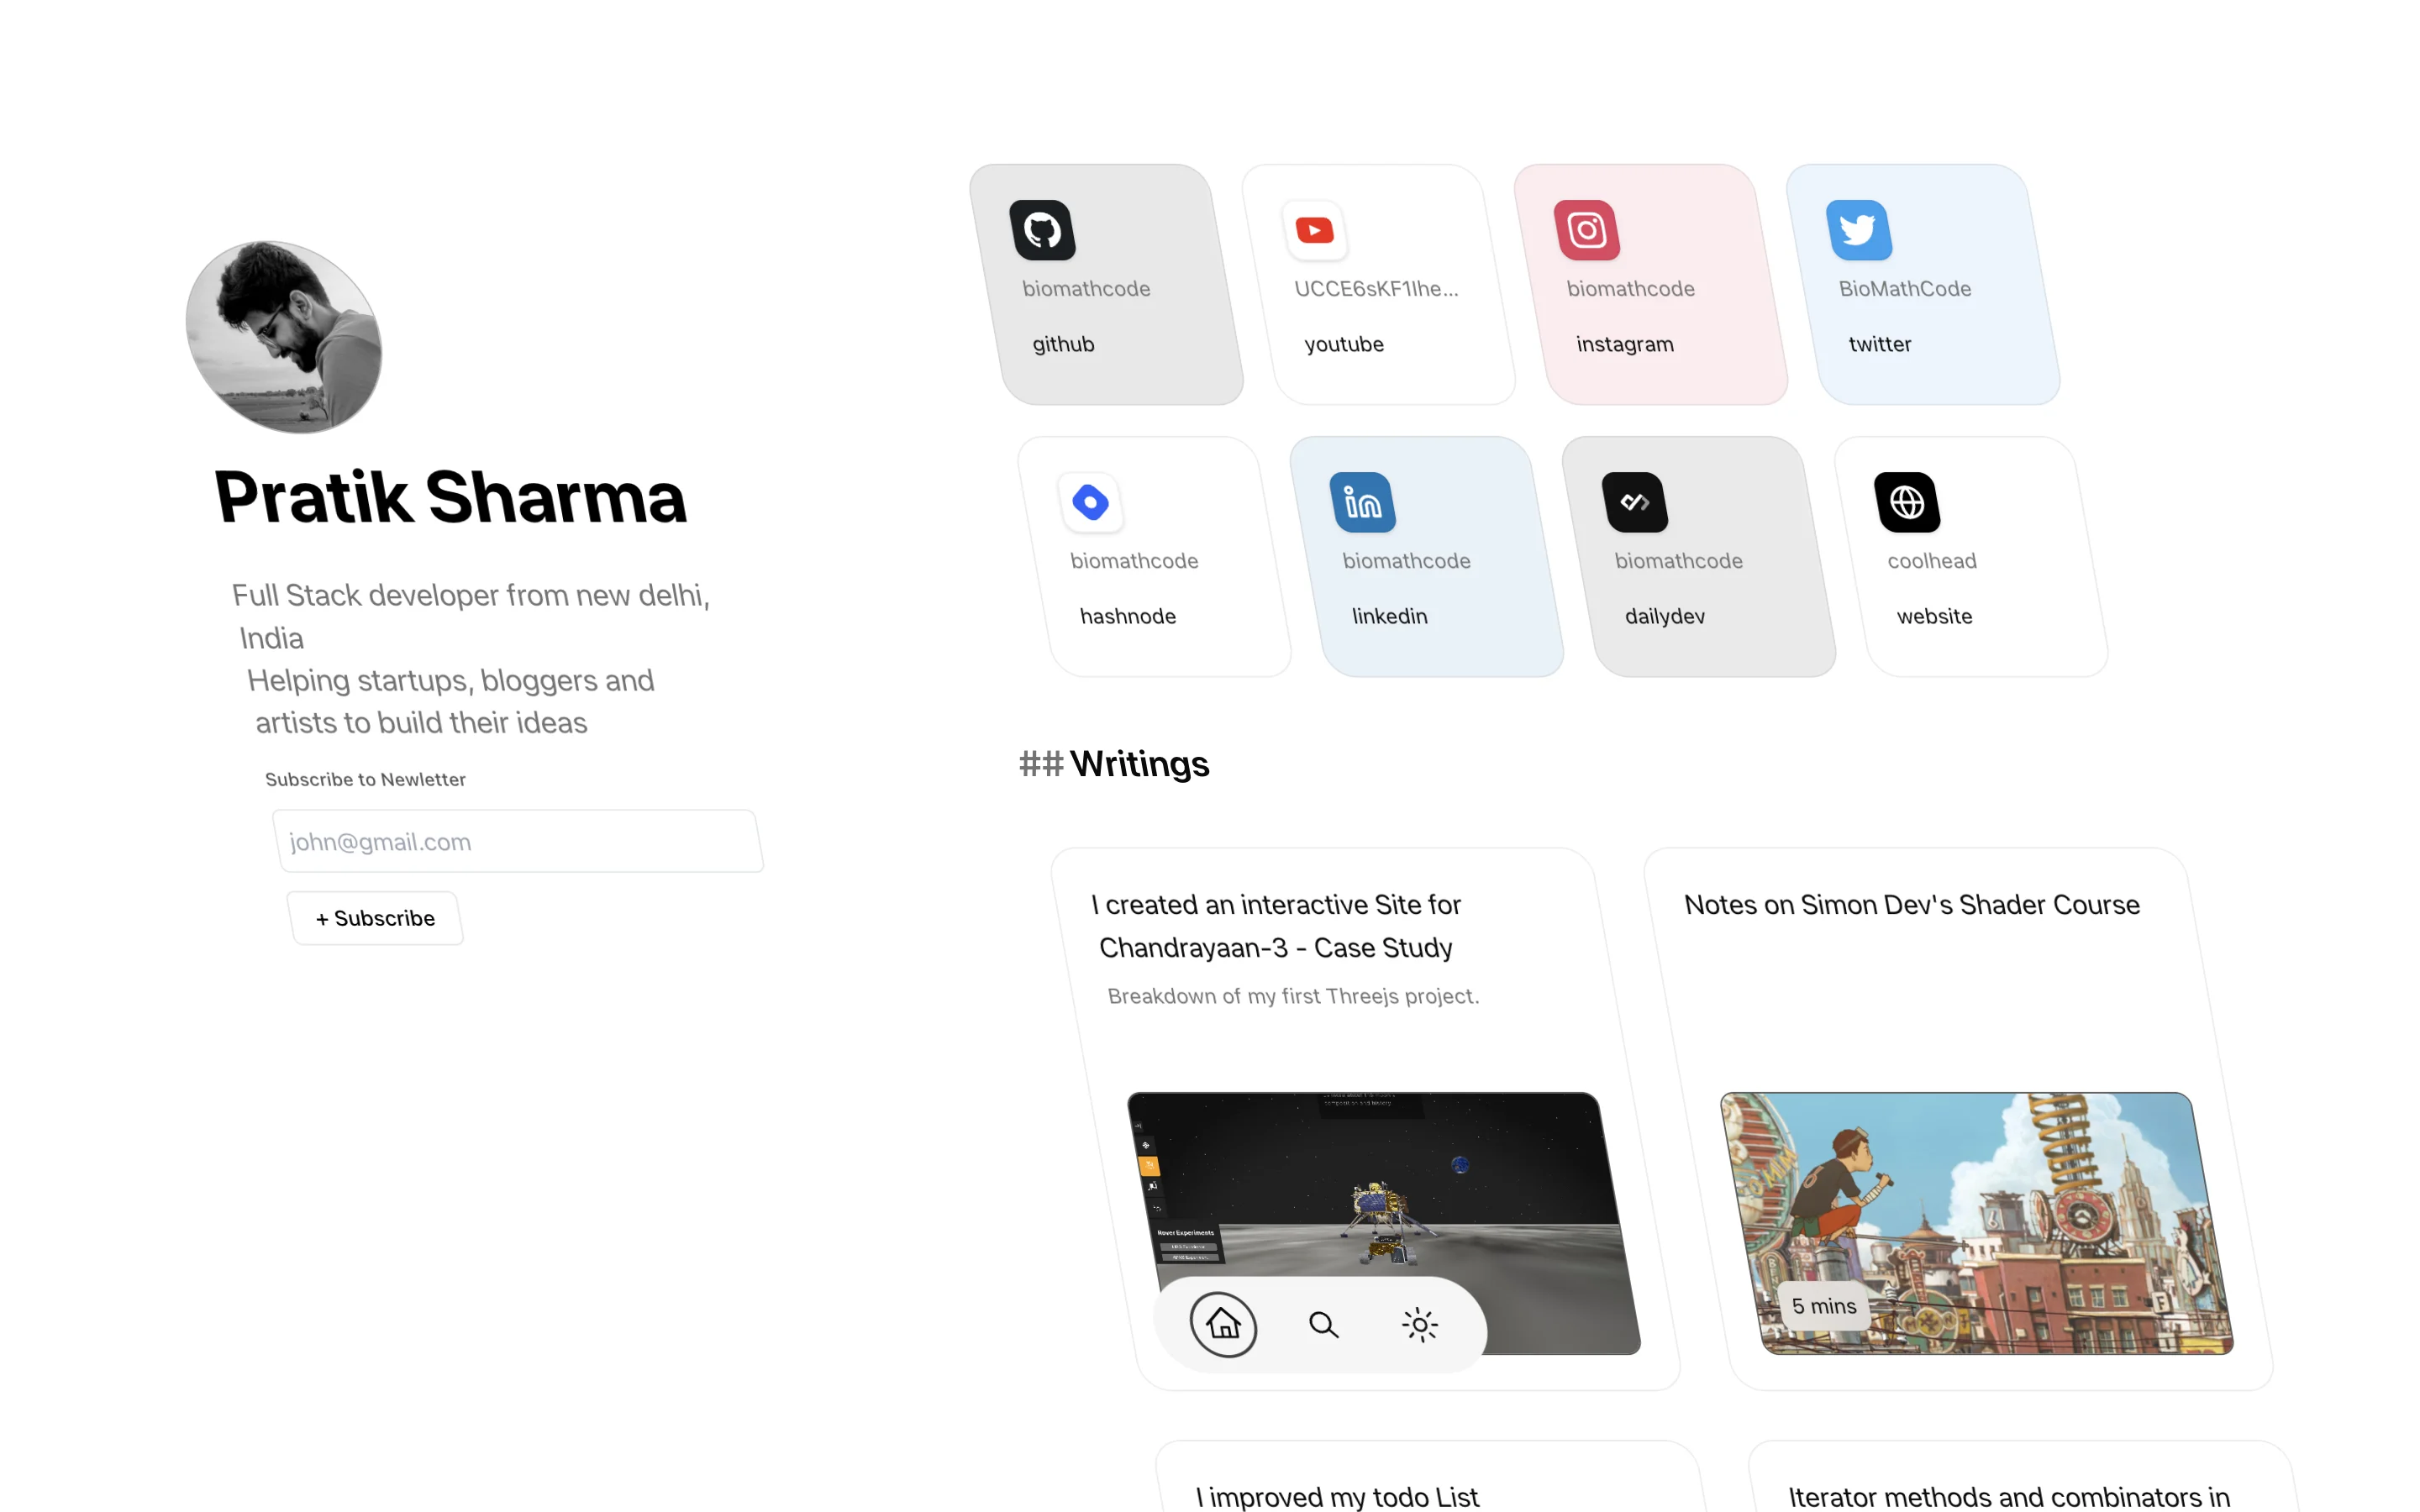 Pratik Sharma
Full Stack developer from new delhi,
India
Helping startups, bloggers and
artists to build their ideas
Subscribe to Newletter
john@gmail.com
+ Subscribe
biomathcode
github
UCCE6sKF1Ihe...
youtube
biomathcode
instagram
BioMathCode
twitter
biomathcode
hashnode
biomathcode
linkedin
biomathcode
dailydev
coolhead
website
## Writings
I created an interactive Site for
Chandrayaan-3 - Case Study
Breakdown of my first Threejs project.
Rover Experiments
Notes on Simon Dev's Shader Course
5 mins
I improved my todo List
Iterator methods and combinators in